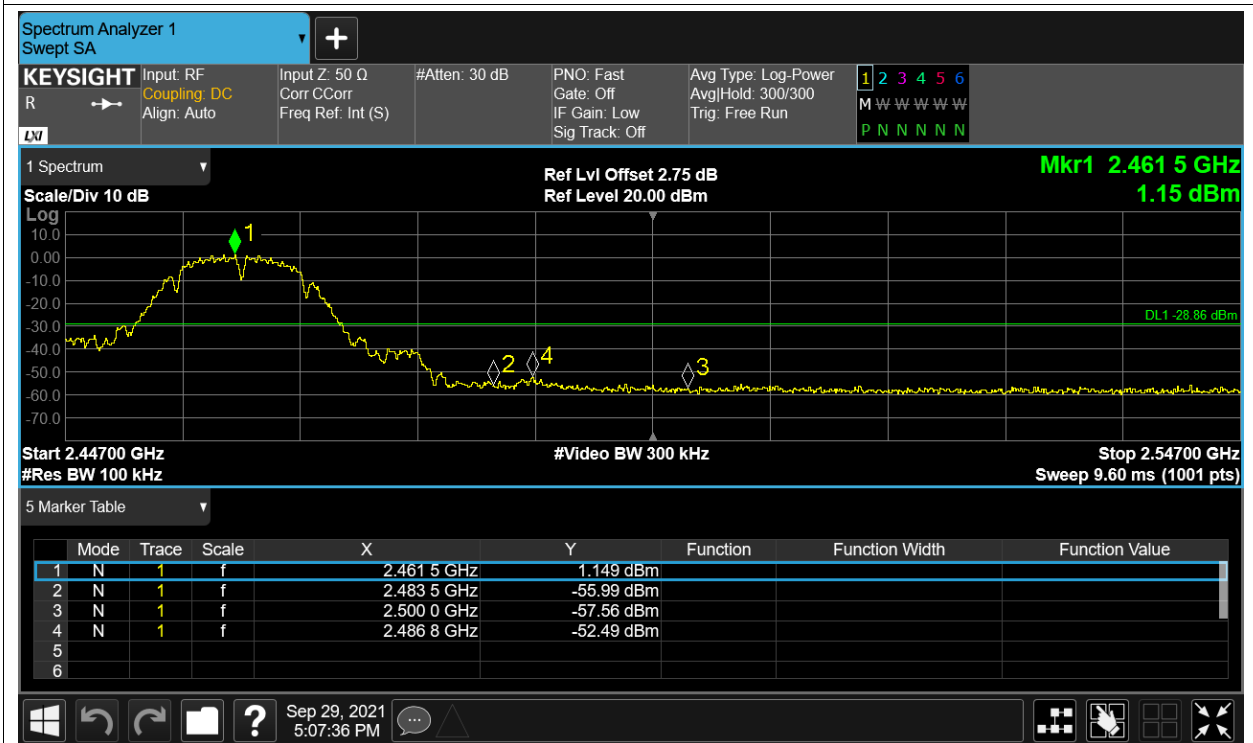 Spectrum Analyzer 1
Swept SA
KEYSIGHT Input: RF Input Z: 50 Ω #Atten: 30 dB PNO: Fast Avg Type: Log-Power 1 2 3 4 5 6
R Coupling: DC Corr CCorr Gate: Off Avg|Hold: 300/300 M W W W W W
Align: Auto Freq Ref: Int (S) IF Gain: Low Trig: Free Run
LXI Sig Track: Off P N N N N N
1 Spectrum Ref Lvl Offset 2.75 dB Mkr1 2.461 5 GHz
Scale/Div 10 dB Ref Level 20.00 dBm 1.15 dBm
Log
10.0
0.00
-10.0
-20.0
-30.0
-40.0
-50.0
-60.0
-70.0
1
2
4
3
DL1 -28.86 dBm
Start 2.44700 GHz #Video BW 300 kHz Stop 2.54700 GHz
#Res BW 100 kHz Sweep 9.60 ms (1001 pts)
5 Marker Table
Mode Trace Scale X Y Function Function Width Function Value
1 N 1 f 2.461 5 GHz 1.149 dBm
2 N 1 f 2.483 5 GHz -55.99 dBm
3 N 1 f 2.500 0 GHz -57.56 dBm
4 N 1 f 2.486 8 GHz -52.49 dBm
5
6
? Sep 29, 2021
5:07:36 PM